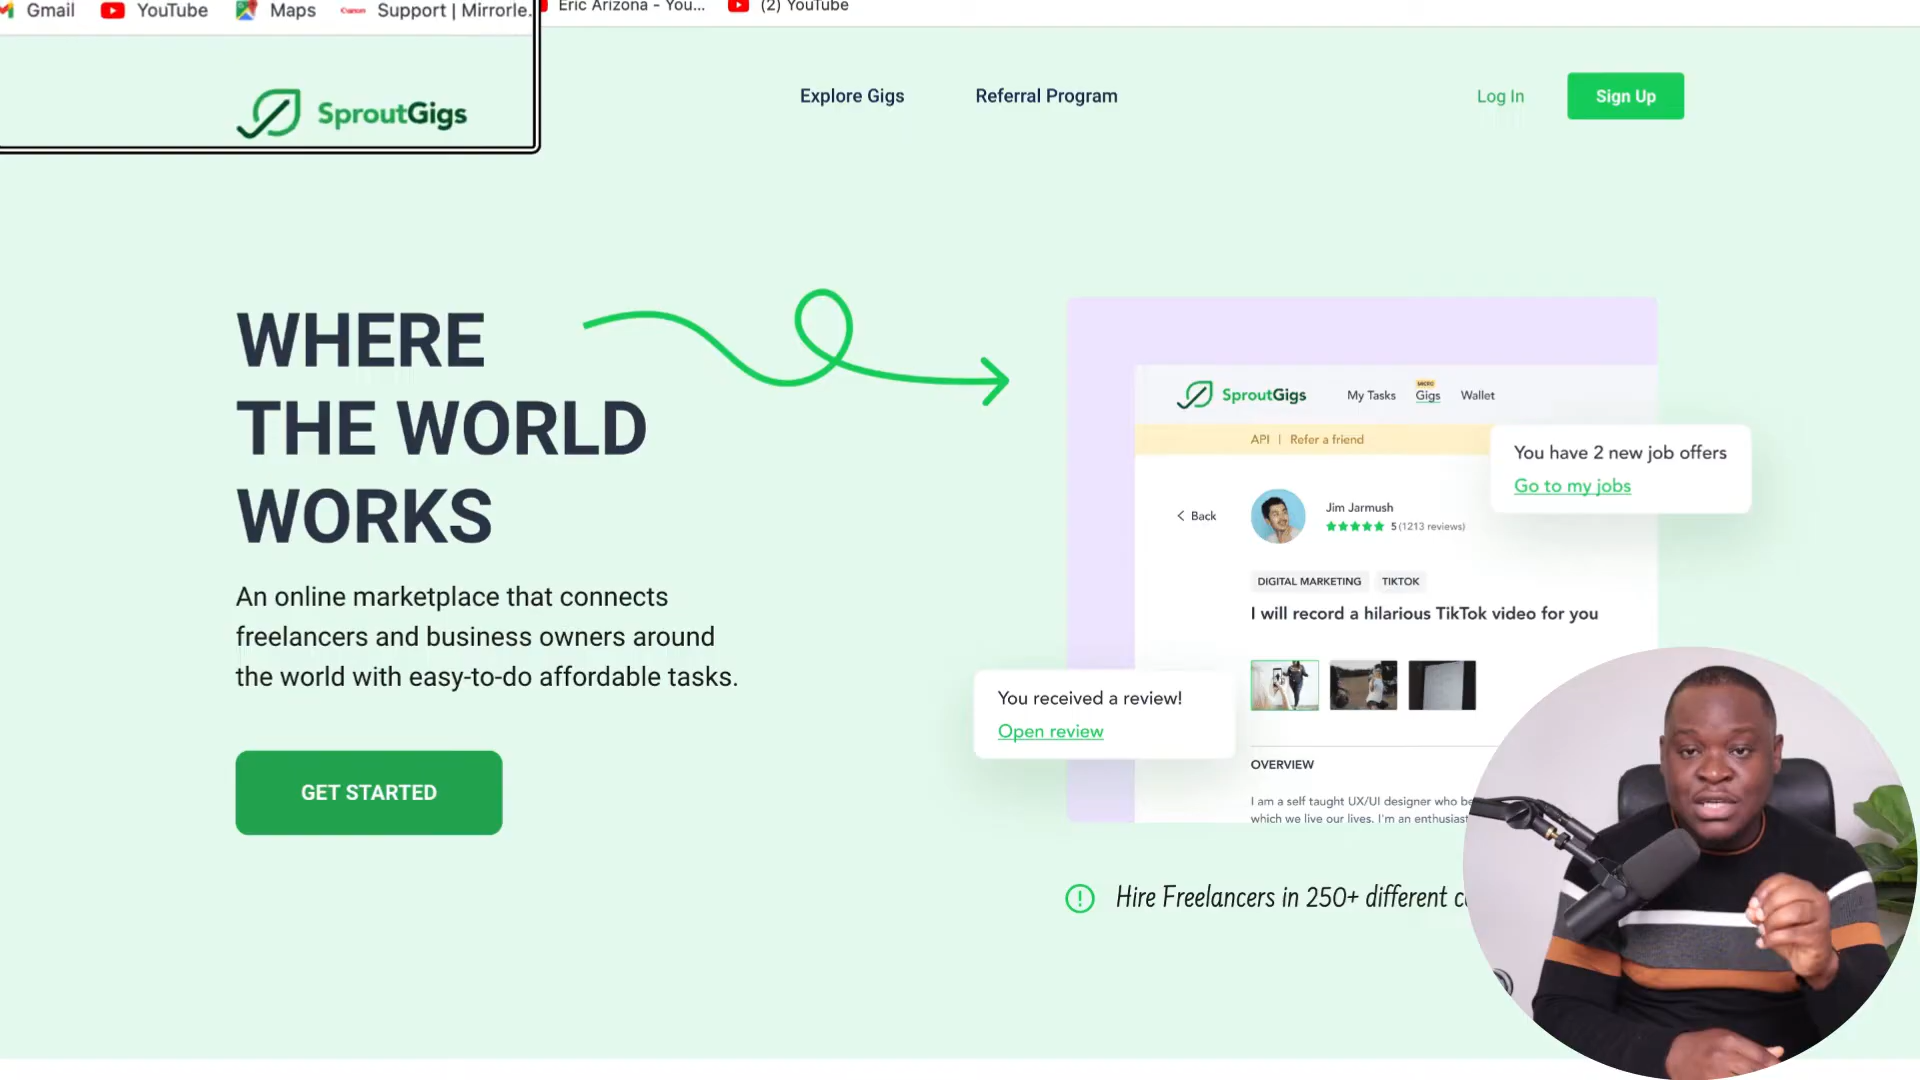 Gmail
YouTube
Maps
Canon
Support | Mirrorle.
Eric Arizona - You...
(2) YouTube
SproutGigs
Explore Gigs
Referral Program
Log In
Sign Up
WHERE
THE WORLD
WORKS
An online marketplace that connects
freelancers and business owners around
the world with easy-to-do affordable tasks.
GET STARTED
SproutGigs
My Tasks
MICRO
Gigs
Wallet
API | Refer a friend
You have 2 new job offers
Go to my jobs
< Back
Jim Jarmush
5 (1213 reviews)
DIGITAL MARKETING
TIKTOK
I will record a hilarious TikTok video for you
You received a review!
Open review
OVERVIEW
I am a self taught UX/UI designer who be
which we live our lives. I'm an enthusiast
Hire Freelancers in 250+ different